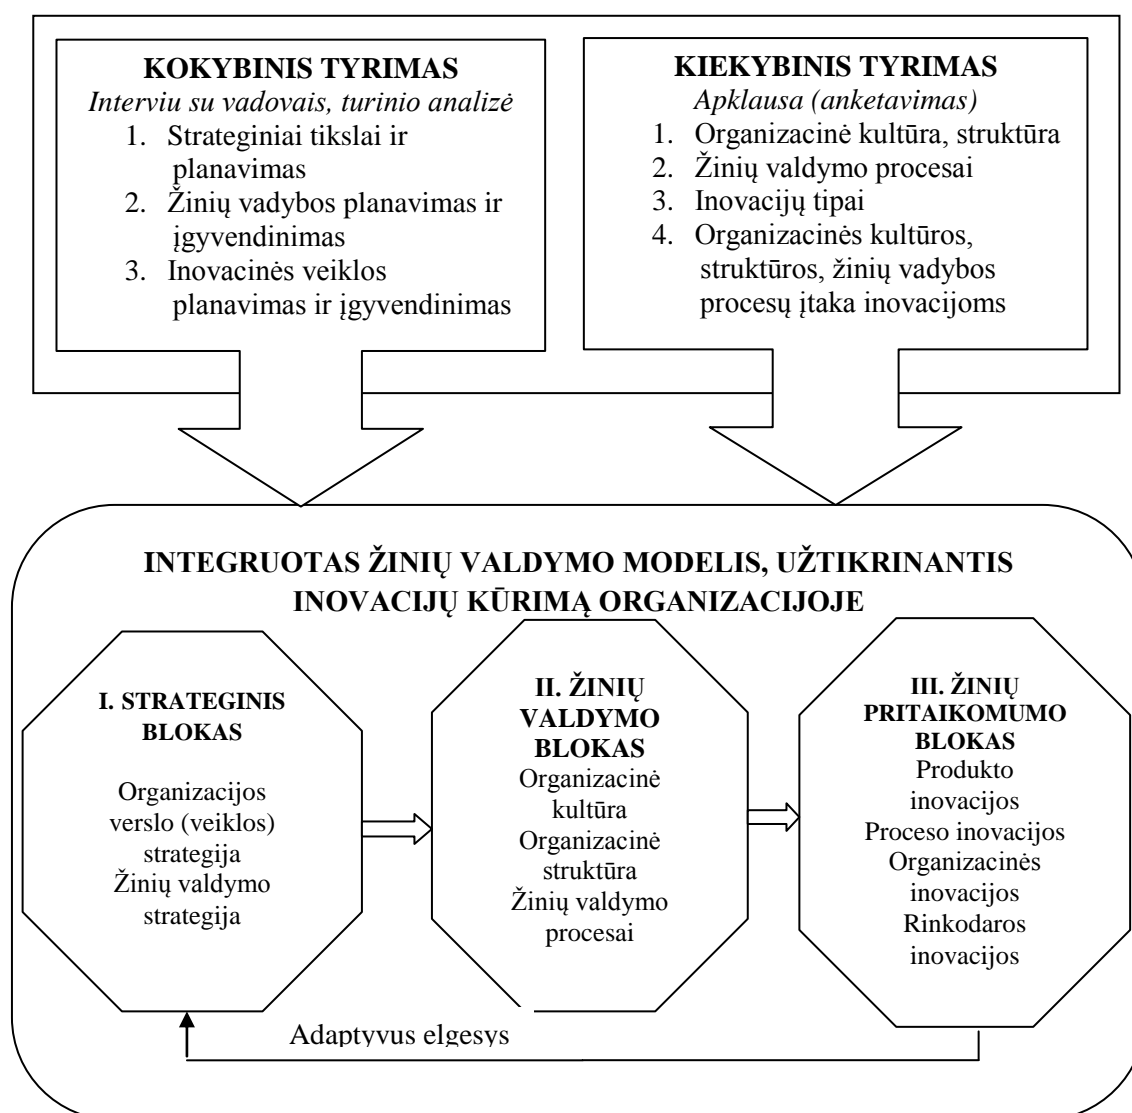 KOKYBINIS TYRIMAS
Interviu su vadovais, turinio analizė
1. Strateginiai tikslai ir
planavimas
2. Žinių vadybos planavimas ir
įgyvendinimas
3. Inovacinės veiklos
planavimas ir įgyvendinimas
KIEKYBINIS TYRIMAS
Apklausa (anketavimas)
1. Organizacinė kultūra, struktūra
2. Žinių valdymo procesai
3. Inovacijų tipai
4. Organizacinės kultūros,
struktūros, žinių vadybos
procesų įtaka inovacijoms
INTEGRUOTAS ŽINIŲ VALDYMO MODELIS, UŽTIKRINANTIS
INOVACIJŲ KŪRIMĄ ORGANIZACIJOJE
I. STRATEGINIS
BLOKAS
Organizacijos
verslo (veiklos)
strategija
Žinių valdymo
strategija
II. ŽINIŲ
VALDYMO
BLOKAS
Organizacinė
kultūra
Organizacinė
struktūra
Žinių valdymo
procesai
III. ŽINIŲ
PRITAIKOMUMO
BLOKAS
Produkto
inovacijos
Proceso inovacijos
Organizacinės
inovacijos
Rinkodaros
inovacijos
Adaptyvus elgesys